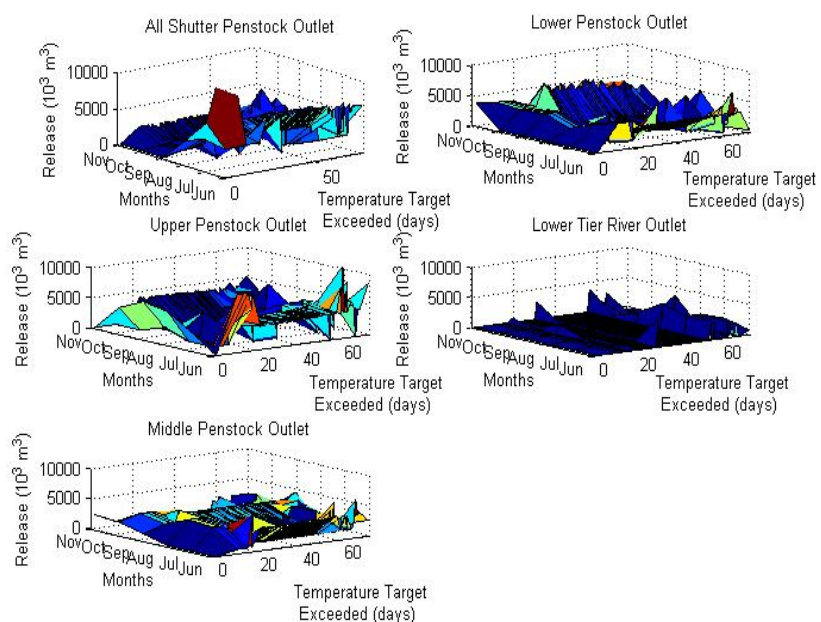 All Shutter Penstock Outlet
Release (10³ m³)
10000
5000
0
Nov Oct Sep Aug Jul Jun
Months
0 50
Temperature Target
Exceeded (days)
Lower Penstock Outlet
Release (10³ m³)
10000
5000
0
Nov Oct Sep Aug Jul Jun
Months
0 20 40 60
Temperature Target
Exceeded (days)
Upper Penstock Outlet
Release (10³ m³)
10000
5000
0
Nov Oct Sep Aug Jul Jun
Months
0 20 40 60
Temperature Target
Exceeded (days)
Lower Tier River Outlet
Release (10³ m³)
10000
5000
0
Nov Oct Sep Aug Jul Jun
Months
0 20 40 60
Temperature Target
Exceeded (days)
Middle Penstock Outlet
Release (10³ m³)
10000
5000
0
Nov Oct Sep Aug Jul Jun
Months
0 20 40 60
Temperature Target
Exceeded (days)